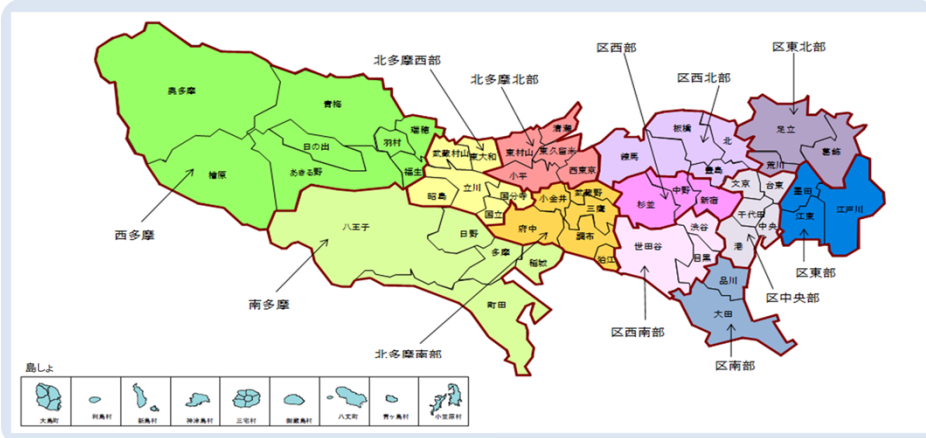 区東北部
区西部
区西北部
北多摩西部
北多摩北部
奥多摩
青梅
瑞穂
羽村
日の出
あきる野
福生
檜原
西多摩
武蔵村山
東大和
立川
昭島
国分寺
国立
清瀬
東村山
東久留米
小平
西東京
小金井
武蔵野
三鷹
府中
調布
狛江
八王子
日野
多摩
稲城
町田
南多摩
北多摩南部
練馬
板橋
北
豊島
足立
葛飾
荒川
杉並
中野
新宿
文京
台東
千代田
中央
港
墨田
江東
江戸川
世田谷
渋谷
目黒
品川
大田
区東部
区中央部
区西南部
区南部
島しょ
大島町
利島村
新島村
神津島村
三宅村
御蔵島村
八丈町
青ヶ島村
小笠原村